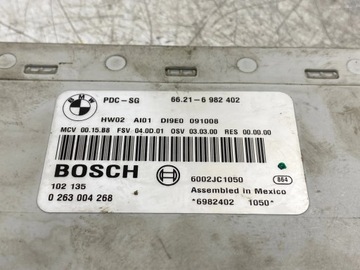 BMW
PDC-SG 66.21-6 982 402
HW02 AI01 DI9E0 091008
MCV 00.15.B8 FSV 04.0D.01 OSV 03.03.00 RES 00.00.00
BOSCH
6002JC1050 864
102 135
Assembled in Mexico
0 263 004 268
*6982402 1050*